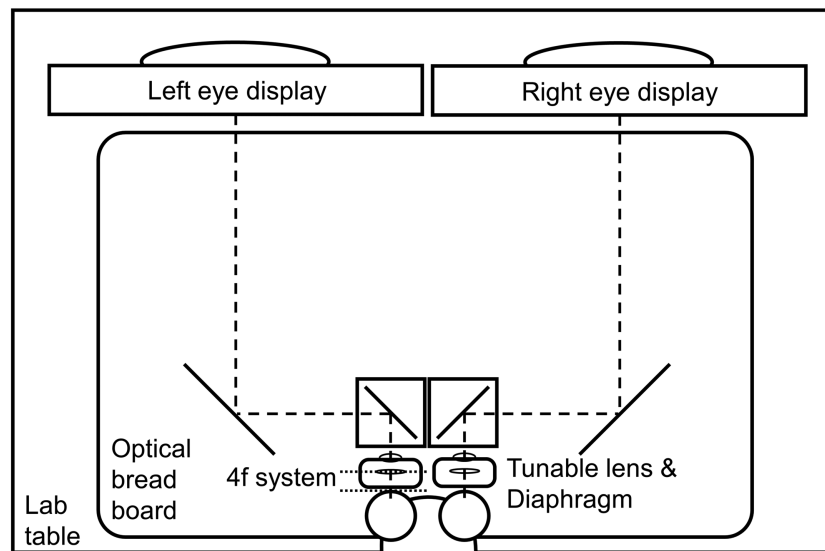 Left eye display
Right eye display
Optical
bread
board
4f system
Tunable lens &
Diaphragm
Lab
table